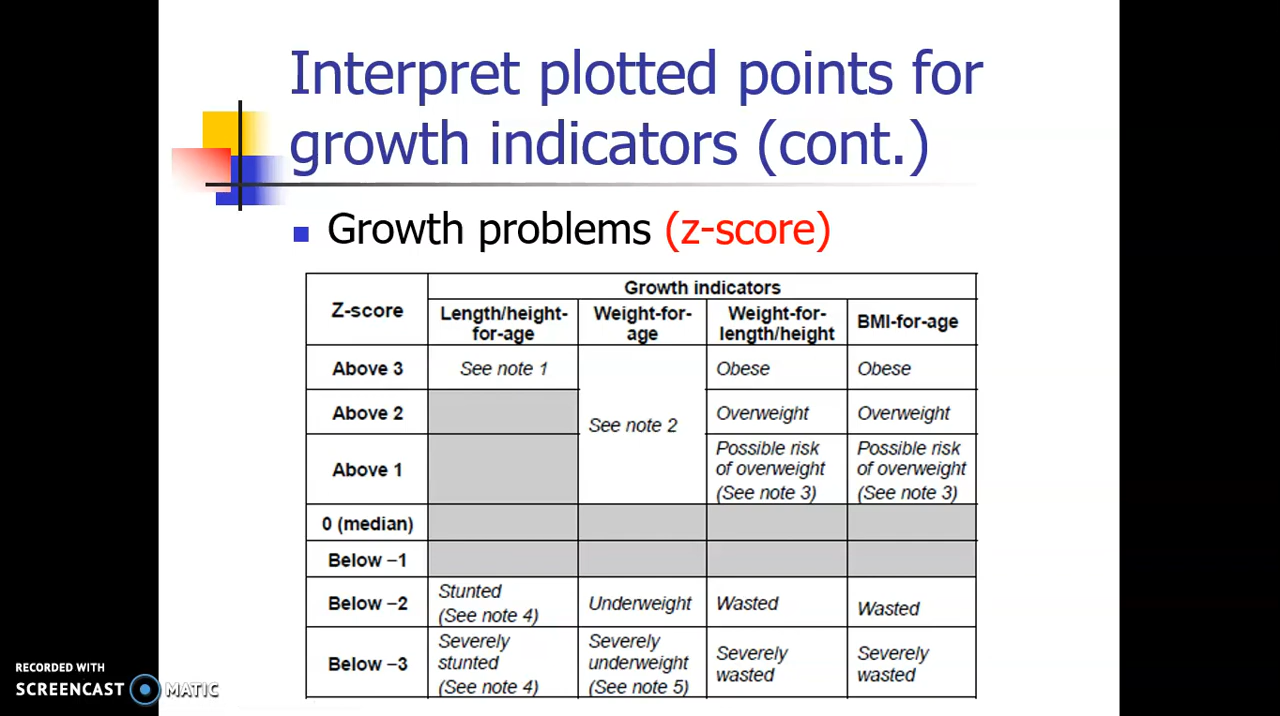 Interpret plotted points for
growth indicators (cont.)
Growth problems (z-score)
Z-score
Growth indicators
Length/height-
for-age
Weight-for-
age
Weight-for-
length/height
BMI-for-age
Above 3
See note 1
See note 2
Obese
Obese
Above 2
Overweight
Overweight
Above 1
Possible risk
of overweight
(See note 3)
Possible risk
of overweight
(See note 3)
0 (median)
Below −1
Below −2
Stunted
(See note 4)
Underweight
Wasted
Wasted
Below −3
Severely
stunted
(See note 4)
Severely
underweight
(See note 5)
Severely
wasted
Severely
wasted
RECORDED WITH
SCREENCAST MATIC